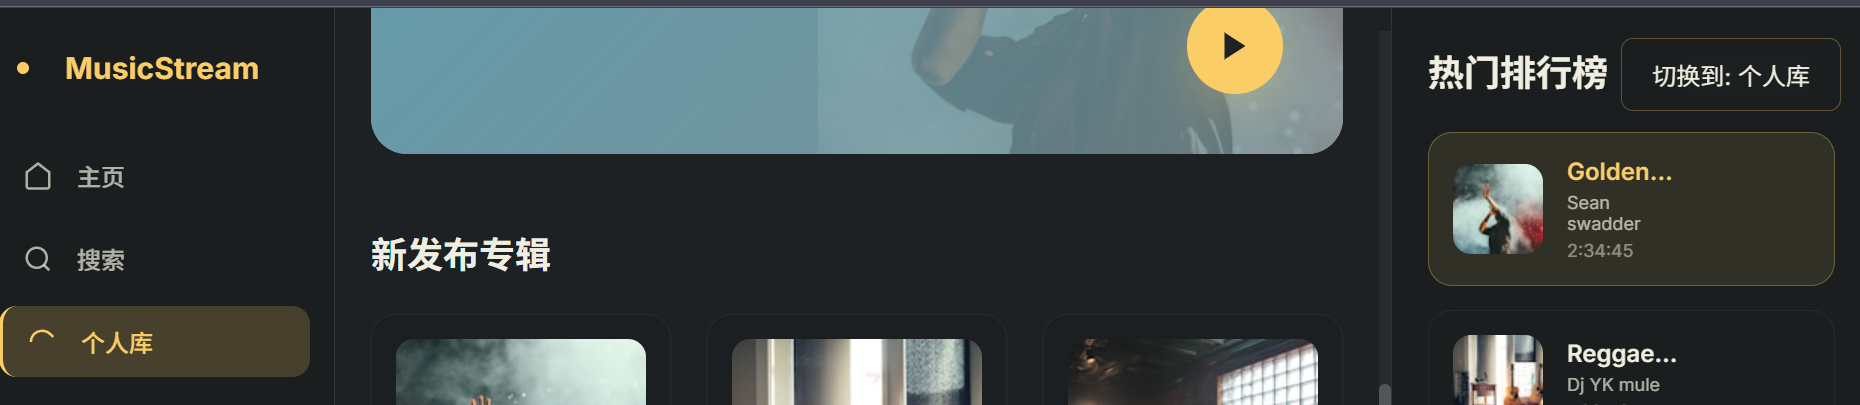 MusicStream
主页
搜索
个人库
新发布专辑
热门排行榜
切换到: 个人库
Golden...
Sean
swadder
2:34:45
Reggae...
Dj YK mule